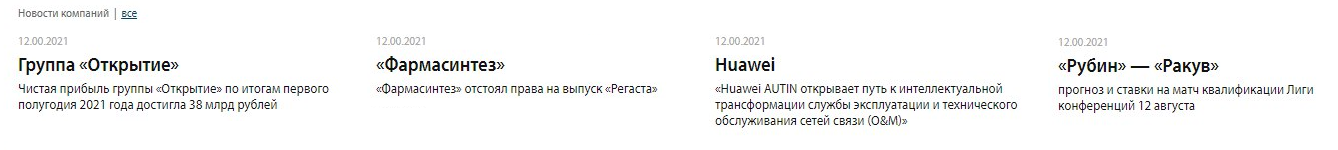 Новости компаний | все
12.00.2021
Группа «Открытие»
Чистая прибыль группы «Открытие» по итогам первого
полугодия 2021 года достигла 38 млрд рублей
12.00.2021
«Фармасинтез»
«Фармасинтез» отстоял права на выпуск «Регаста»
12.00.2021
Huawei
«Huawei AUTIN открывает путь к интеллектуальной
трансформации службы эксплуатации и технического
обслуживания сетей связи (O&M)»
12.00.2021
«Рубин» — «Ракув»
прогноз и ставки на матч квалификации Лиги
конференций 12 августа